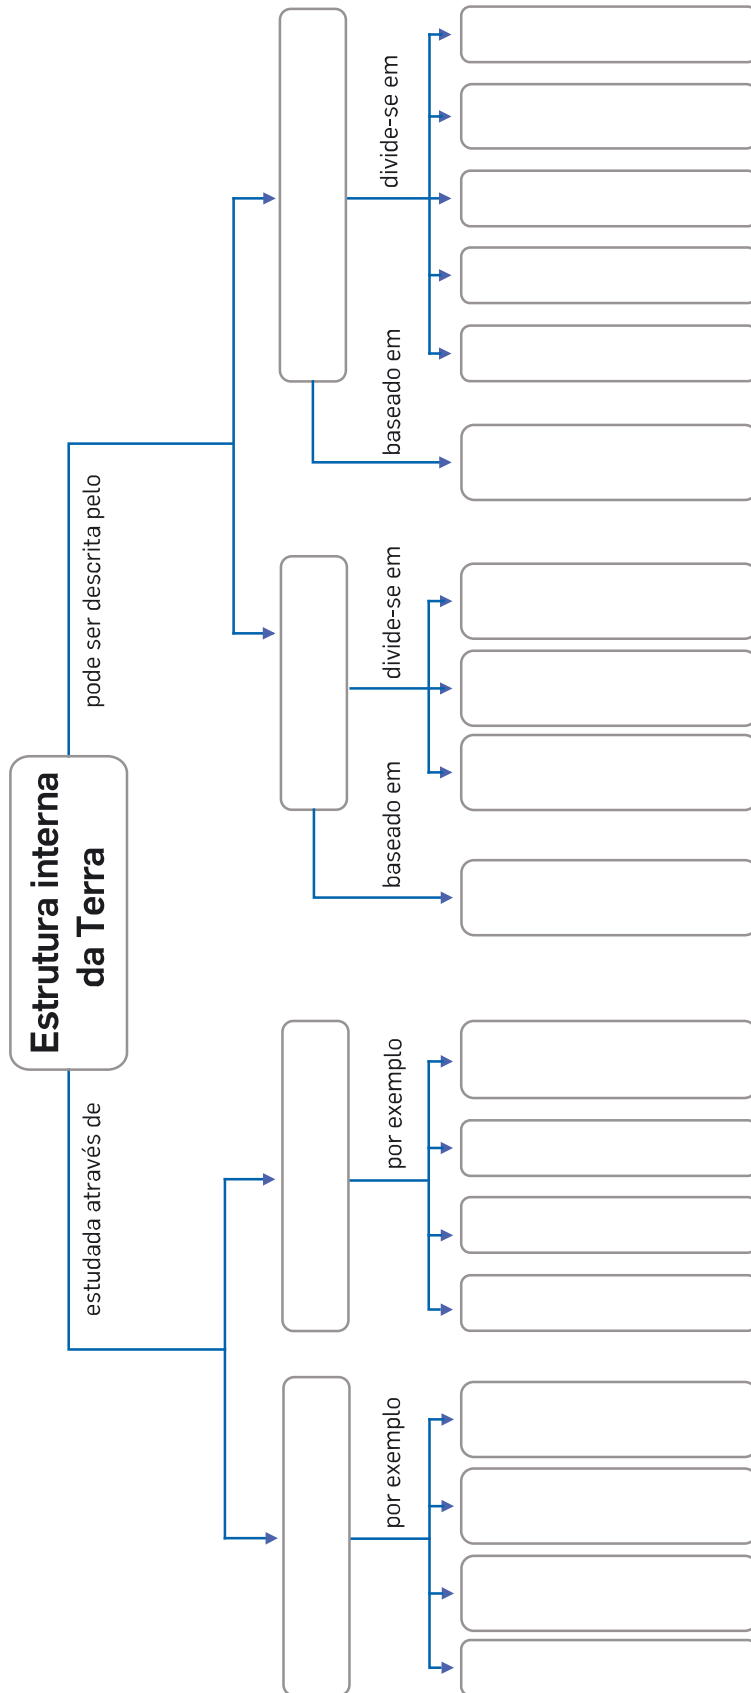 Estrutura interna
da Terra
estudada através de
pode ser descrita pelo
por exemplo
por exemplo
baseado em
divide-se em
baseado em
divide-se em